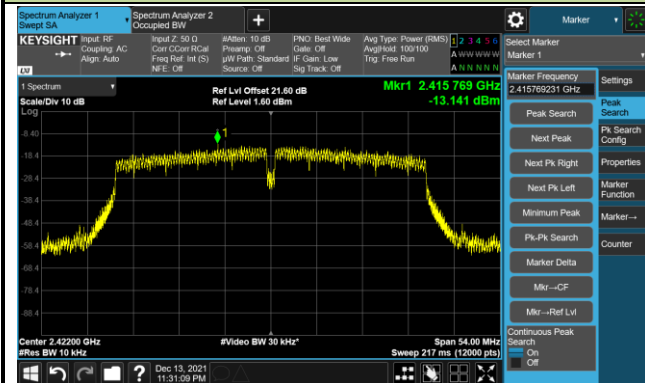 Spectrum Analyzer 1
Swept SA
Spectrum Analyzer 2
Occupied BW
Marker
KEYSIGHT
Input: RF
Coupling: AC
Align: Auto
Input Z: 50 Ω
Corr CCorr RCal
Freq Ref: Int (S)
NFE: Off
#Atten: 10 dB
Preamp: Off
µW Path: Standard
Source: Off
PNO: Best Wide
Gate: Off
IF Gain: Low
Sig Track: Off
Avg Type: Power (RMS)
Avg|Hold: 100/100
Trig: Free Run
1 2 3 4 5 6
A W W W W W
A N N N N N
LXI
Select Marker
Marker 1
1 Spectrum
Scale/Div 10 dB
Log
Ref Lvl Offset 21.60 dB
Ref Level 1.60 dBm
Mkr1 2.415 769 GHz
-13.141 dBm
1
-8.40
-18.4
-28.4
-38.4
-48.4
-58.4
-68.4
-78.4
-88.4
Center 2.42200 GHz
#Res BW 10 kHz
#Video BW 30 kHz*
Span 54.00 MHz
Sweep 217 ms (12000 pts)
Marker Frequency
2.415769231 GHz
Peak Search
Next Peak
Next Pk Right
Next Pk Left
Minimum Peak
Pk-Pk Search
Marker Delta
Mkr→CF
Mkr→Ref Lvl
Continuous Peak
Search
On
Off
Settings
Peak
Search
Pk Search
Config
Properties
Marker
Function
Marker→
Counter
?
Dec 13, 2021
11:31:09 PM